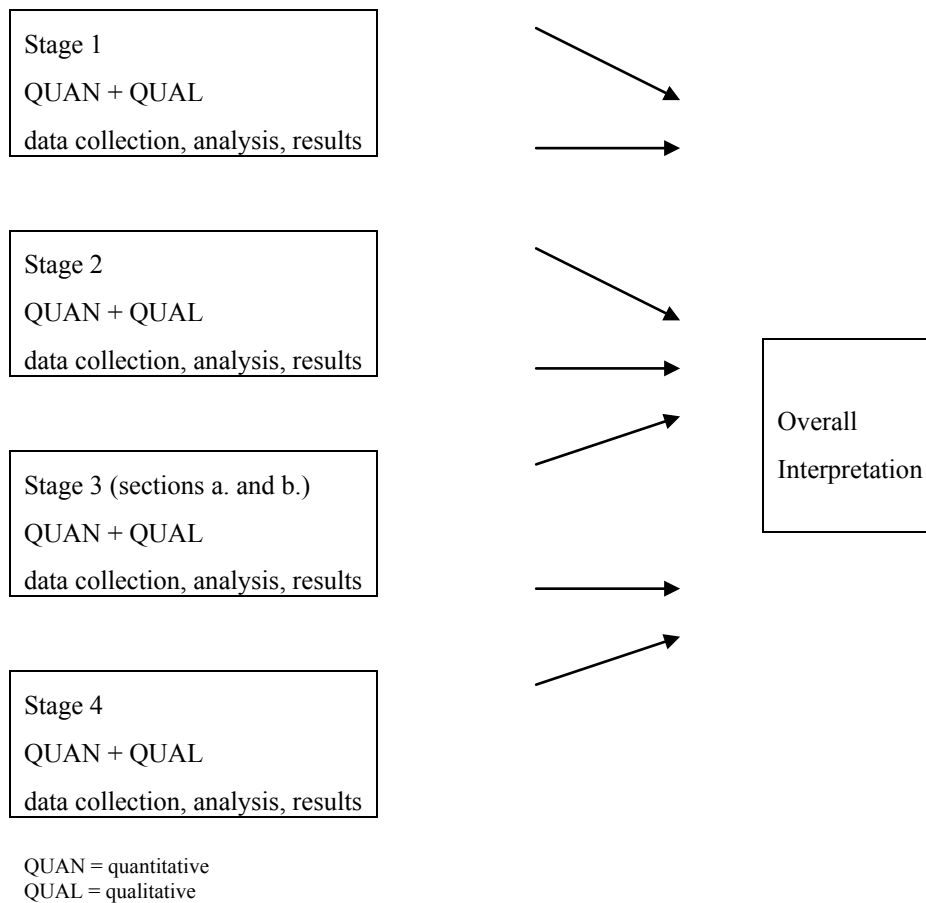 Stage 1
QUAN + QUAL
data collection, analysis, results
Stage 2
QUAN + QUAL
data collection, analysis, results
Stage 3 (sections a. and b.)
QUAN + QUAL
data collection, analysis, results
Stage 4
QUAN + QUAL
data collection, analysis, results
Overall
Interpretation
QUAN = quantitative
QUAL = qualitative